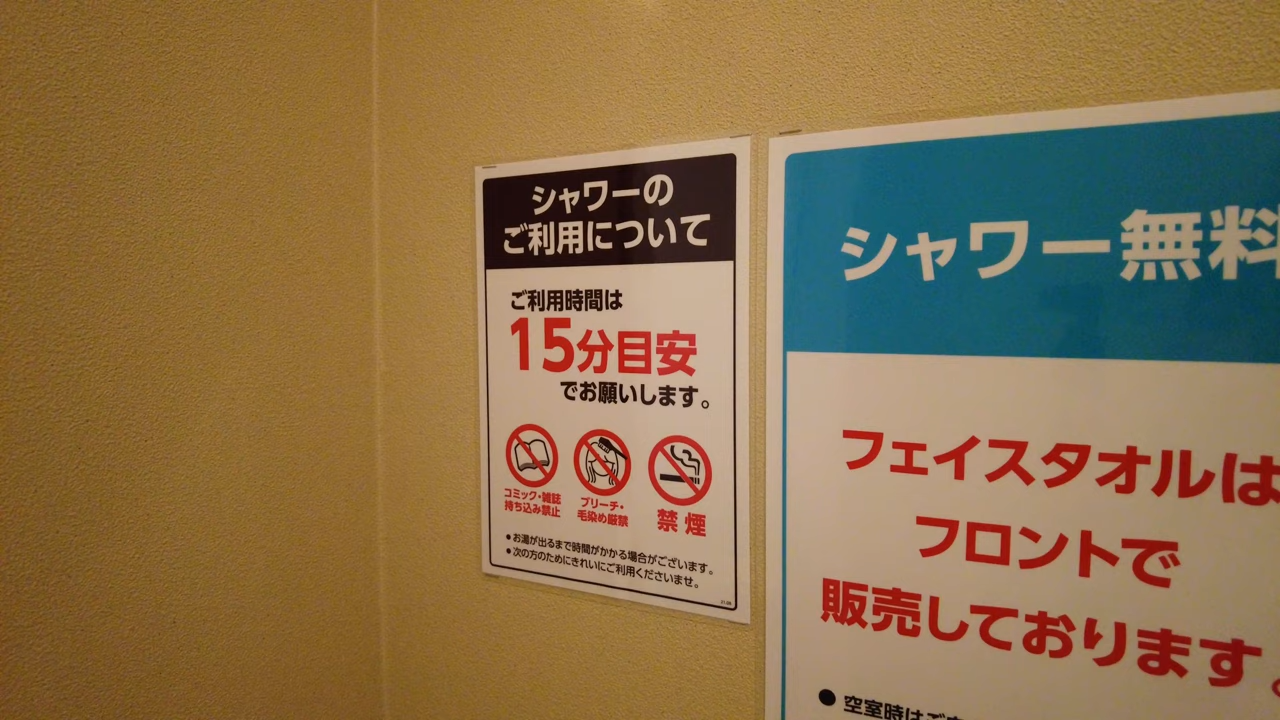 シャワーの
ご利用について
ご利用時間は
15分目安
でお願いします。
コミック・雑誌
持ち込み禁止
ブリーチ・
毛染め厳禁
禁煙
●お湯が出るまで時間がかかる場合がございます。
●次の方のためにきれいにご利用くださいませ。
シャワー無料
フェイスタオルは
フロントで
販売しております。
●空室時はご